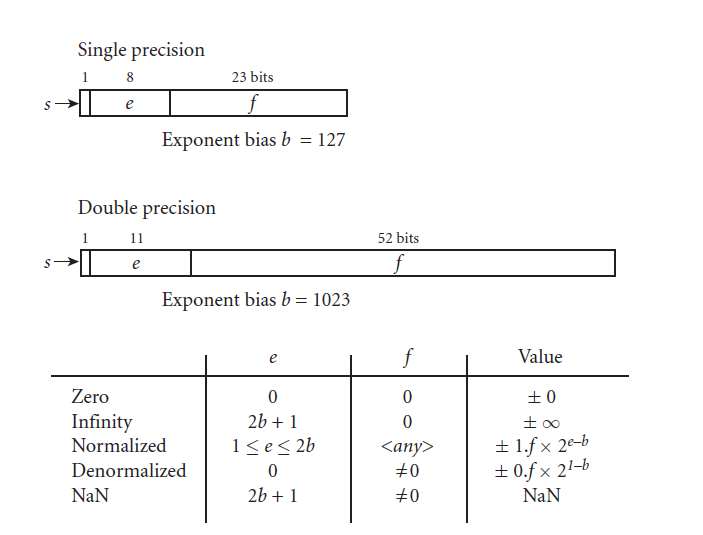 Single precision
1 8 23 bits
s e f
Exponent bias b = 127
Double precision
1 11 52 bits
s e f
Exponent bias b = 1023
e f Value
Zero 0 0 ± 0
Infinity 2b + 1 0 ± ∞
Normalized 1 ≤ e ≤ 2b <any> ± 1.f × 2^{e–b}
Denormalized 0 ≠0 ± 0.f × 2^{1–b}
NaN 2b + 1 ≠0 NaN